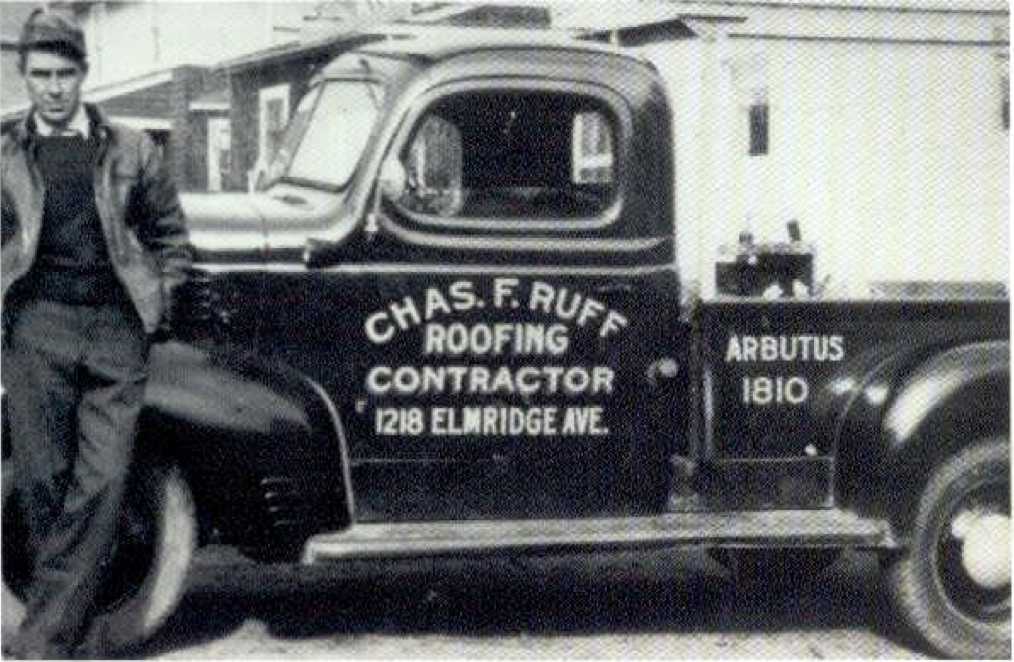 CHAS. F. RUFF
ROOFING
CONTRACTOR
1218 ELMRIDGE AVE.
ARBUTUS
1810